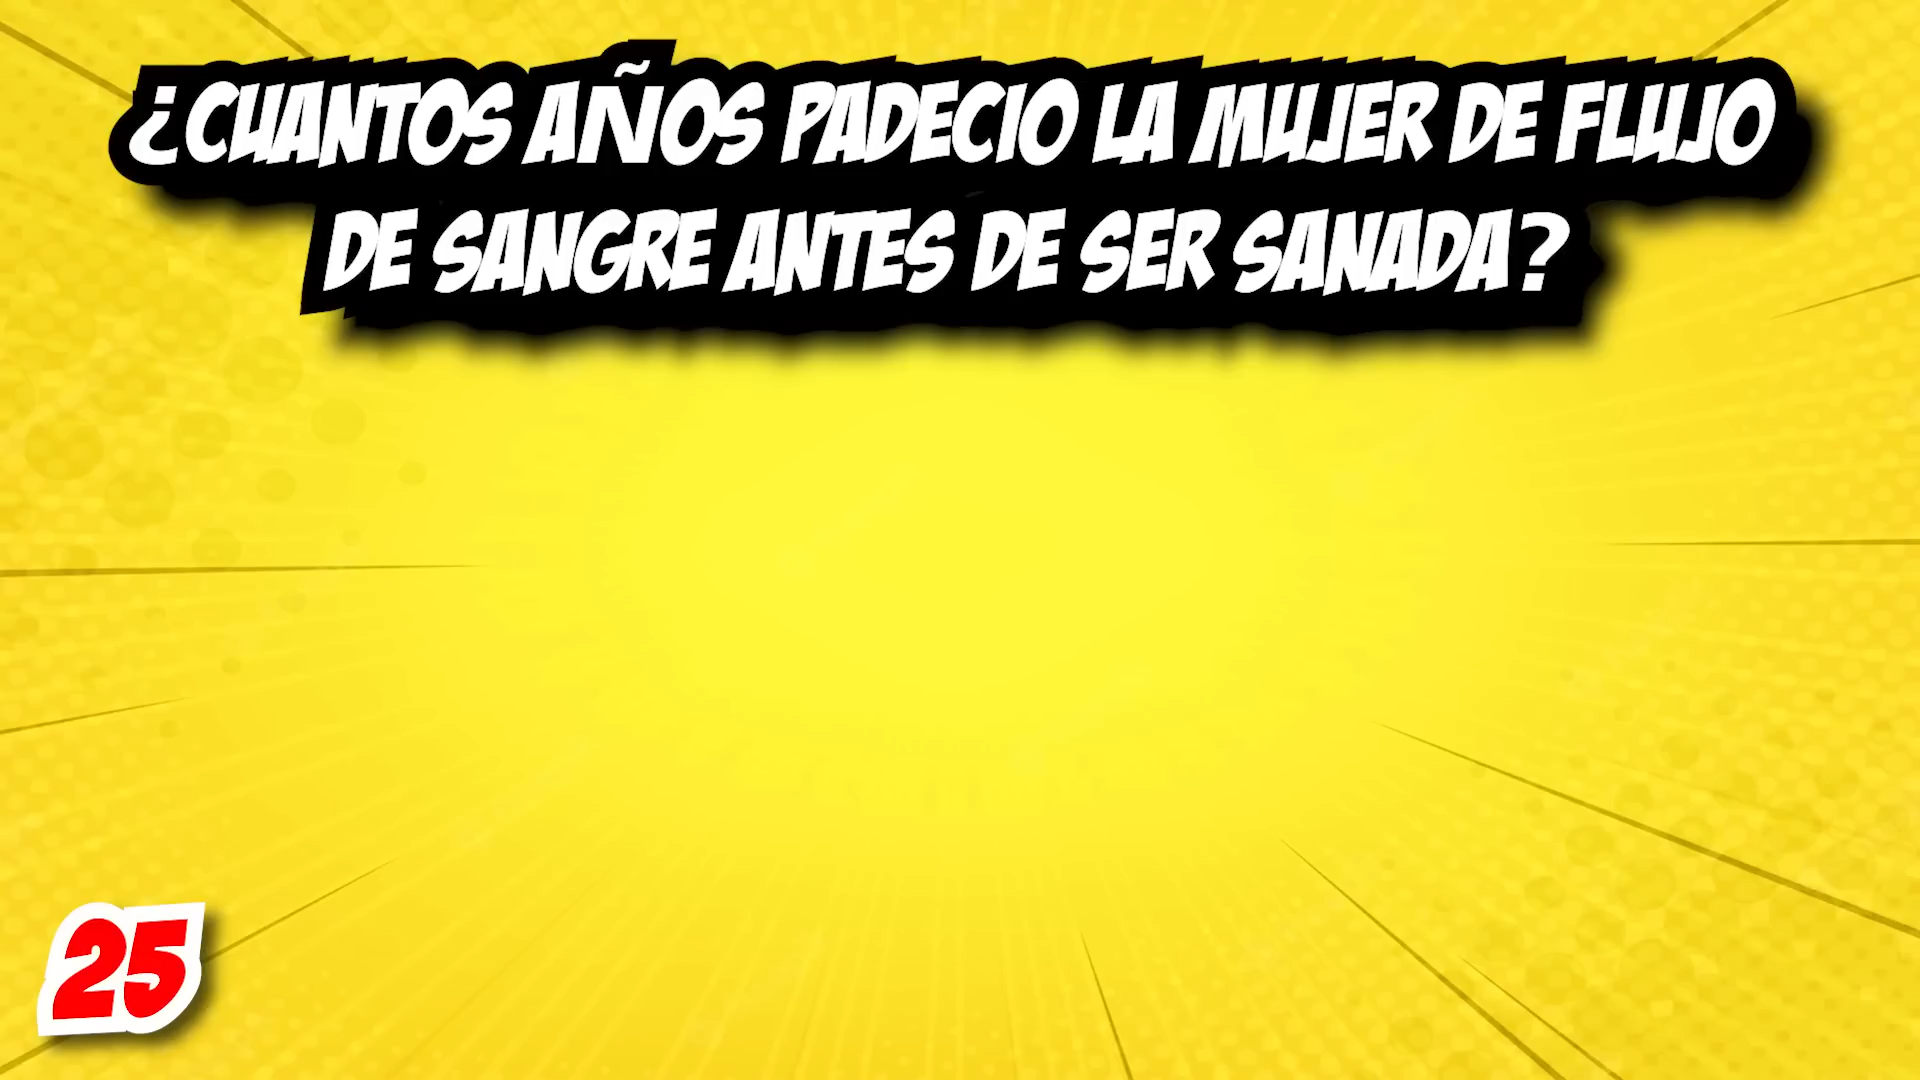 ¿CUANTOS AÑOS PADECIO LA MUJER DE FLUJO
DE SANGRE ANTES DE SER SANADA?
25